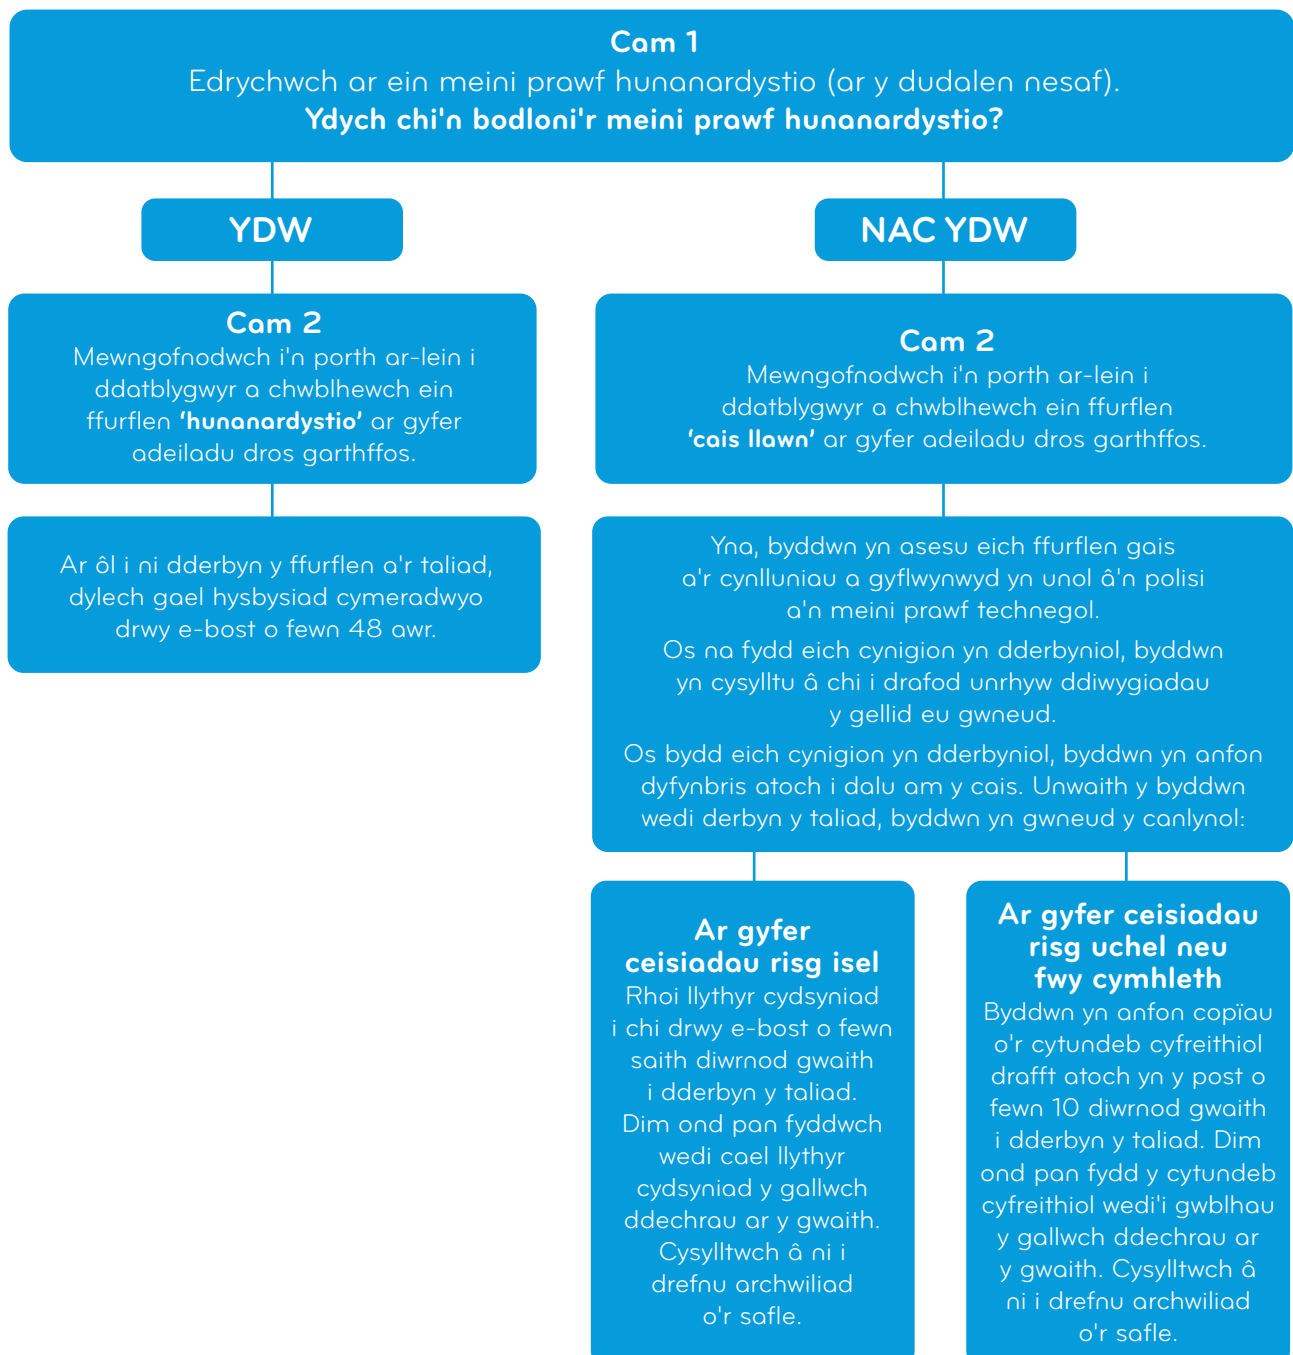 Cam 1
Edrychwch ar ein meini prawf hunanardystio (ar y dudalen nesaf).
Ydych chi'n bodloni'r meini prawf hunanardystio?
YDW
Cam 2
Mewngofnodwch i'n porth ar-lein i
ddatblygwyr a chwblhewch ein
ffurflen ‘hunanardystio’ ar gyfer
adeiladu dros garthffos.
Ar ôl i ni dderbyn y ffurflen a'r taliad,
dylech gael hysbysiad cymeradwyo
drwy e-bost o fewn 48 awr.
NAC YDW
Cam 2
Mewngofnodwch i'n porth ar-lein i
ddatblygwyr a chwblhewch ein ffurflen
‘cais llawn’ ar gyfer adeiladu dros garthffos.
Yna, byddwn yn asesu eich ffurflen gais
a'r cynlluniau a gyflwynwyd yn unol â'n polisi
a'n meini prawf technegol.
Os na fydd eich cynigion yn dderbyniol, byddwn
yn cysylltu â chi i drafod unrhyw ddiwygiadau
y gellid eu gwneud.
Os bydd eich cynigion yn dderbyniol, byddwn yn anfon
dyfynbris atoch i dalu am y cais. Unwaith y byddwn
wedi derbyn y taliad, byddwn yn gwneud y canlynol:
Ar gyfer
ceisiadau risg isel
Rhoi llythyr cydsyniad
i chi drwy e-bost o fewn
saith diwrnod gwaith
i dderbyn y taliad.
Dim ond pan fyddwch
wedi cael llythyr
cydsyniad y gallwch
ddechrau ar y gwaith.
Cysylltwch â ni i
drefnu archwiliad
o'r safle.
Ar gyfer ceisiadau
risg uchel neu
fwy cymhleth
Byddwn yn anfon copïau
o'r cytundeb cyfreithiol
drafft atoch yn y post o
fewn 10 diwrnod gwaith
i dderbyn y taliad. Dim
ond pan fydd y cytundeb
cyfreithiol wedi'i gwblhau
y gallwch ddechrau ar
y gwaith. Cysylltwch â
ni i drefnu archwiliad
o'r safle.